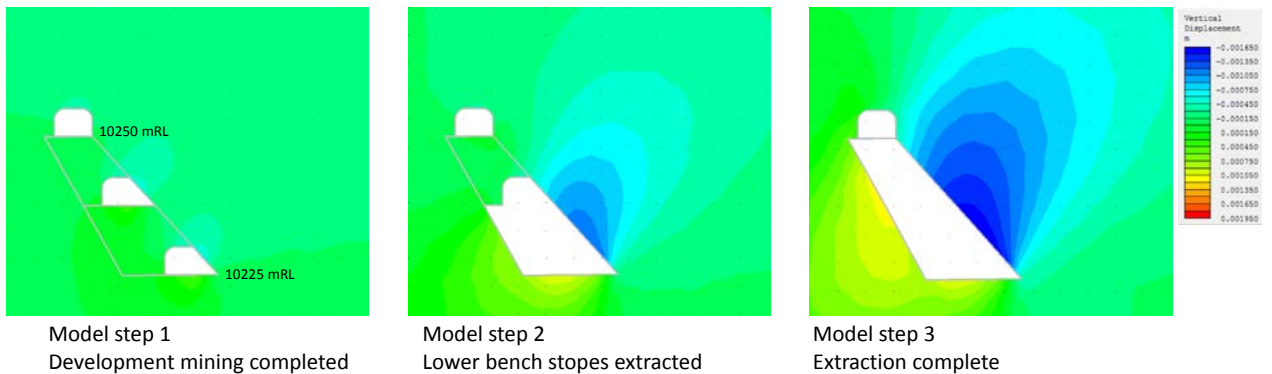 10250 mRL
10225 mRL
Vertical
Displacement
m
-0.001650
-0.001350
-0.001050
-0.000750
-0.000450
-0.000150
0.000150
0.000450
0.000750
0.001050
0.001350
0.001650
0.001950
Model step 1
Development mining completed
Model step 2
Lower bench stopes extracted
Model step 3
Extraction complete